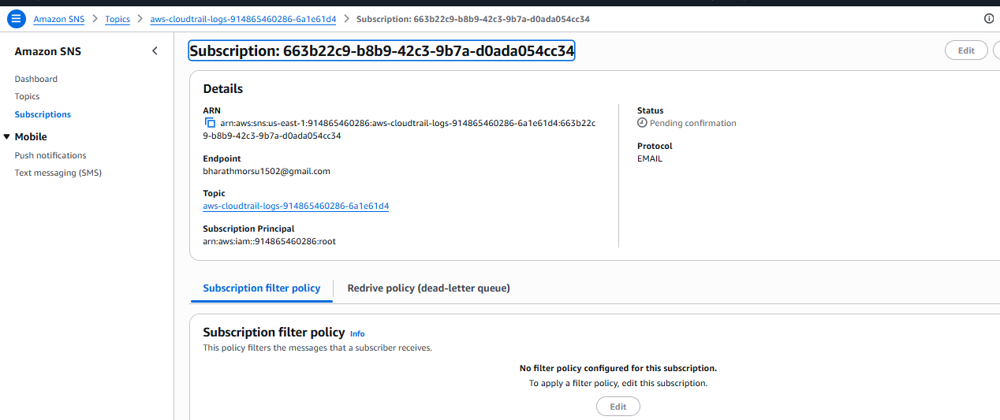 Amazon SNS > Topics > aws-cloudtrail-logs-914865460286-6a1e61d4 > Subscription: 663b22c9-b8b9-42c3-9b7a-d0ada054cc34
Amazon SNS
Dashboard
Topics
Subscriptions
Mobile
Push notifications
Text messaging (SMS)
Subscription: 663b22c9-b8b9-42c3-9b7a-d0ada054cc34
Edit
Details
ARN
arn:aws:sns:us-east-1:914865460286:aws-cloudtrail-logs-914865460286-6a1e61d4:663b22c
9-b8b9-42c3-9b7a-d0ada054cc34
Endpoint
bharathmorsu1502@gmail.com
Topic
aws-cloudtrail-logs-914865460286-6a1e61d4
Subscription Principal
arn:aws:iam::914865460286:root
Status
Pending confirmation
Protocol
EMAIL
Subscription filter policy
Redrive policy (dead-letter queue)
Subscription filter policy Info
This policy filters the messages that a subscriber receives.
No filter policy configured for this subscription.
To apply a filter policy, edit this subscription.
Edit